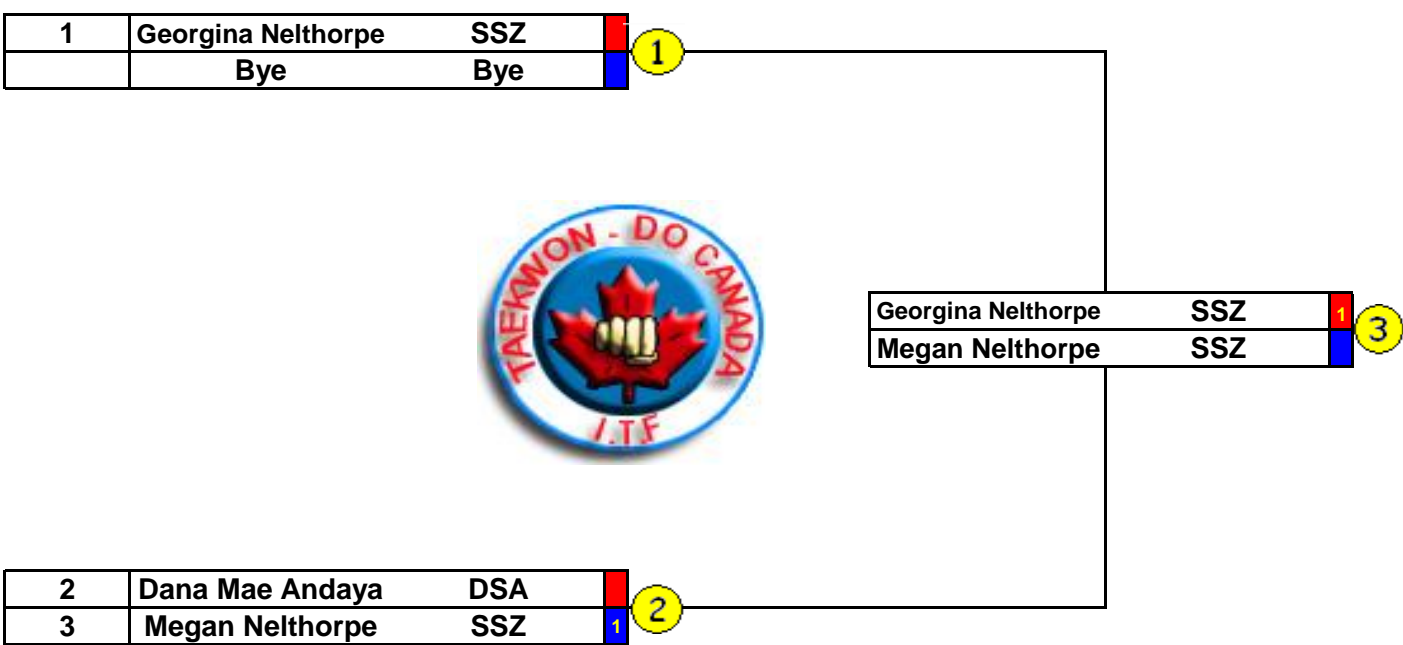 1 Georgina Nelthorpe SSZ
1
Bye Bye
TAEKWON - DO CANADA
I.T.F
Georgina Nelthorpe SSZ 1
3
Megan Nelthorpe SSZ
2 Dana Mae Andaya DSA
2
3 Megan Nelthorpe SSZ 1